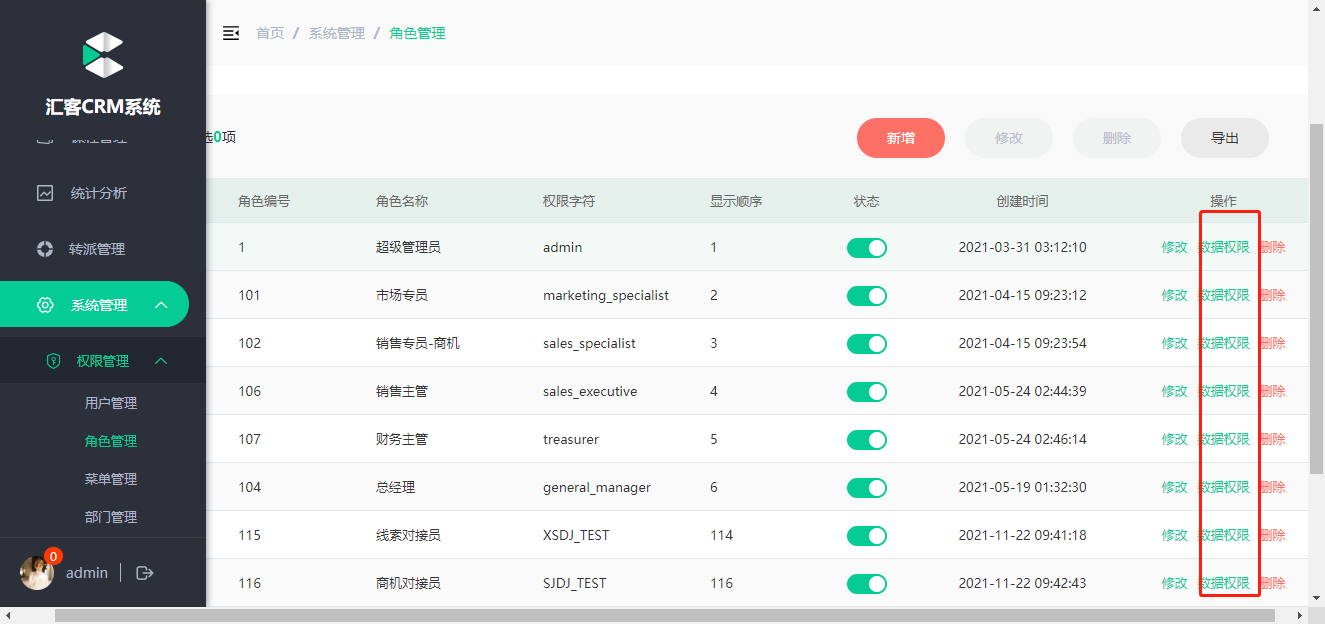 汇客CRM系统
统计分析
转派管理
系统管理
权限管理
用户管理
角色管理
菜单管理
部门管理
0
admin
首页 / 系统管理 / 角色管理
选0项
新增 修改 删除 导出
角色编号 角色名称 权限字符 显示顺序 状态 创建时间 操作
1 超级管理员 admin 1 2021-03-31 03:12:10 修改 数据权限 删除
101 市场专员 marketing_specialist 2 2021-04-15 09:23:12 修改 数据权限 删除
102 销售专员-商机 sales_specialist 3 2021-04-15 09:23:54 修改 数据权限 删除
106 销售主管 sales_executive 4 2021-05-24 02:44:39 修改 数据权限 删除
107 财务主管 treasurer 5 2021-05-24 02:46:14 修改 数据权限 删除
104 总经理 general_manager 6 2021-05-19 01:32:30 修改 数据权限 删除
115 线索对接员 XSDJ_TEST 114 2021-11-22 09:41:18 修改 数据权限 删除
116 商机对接员 SJDJ_TEST 116 2021-11-22 09:42:43 修改 数据权限 删除